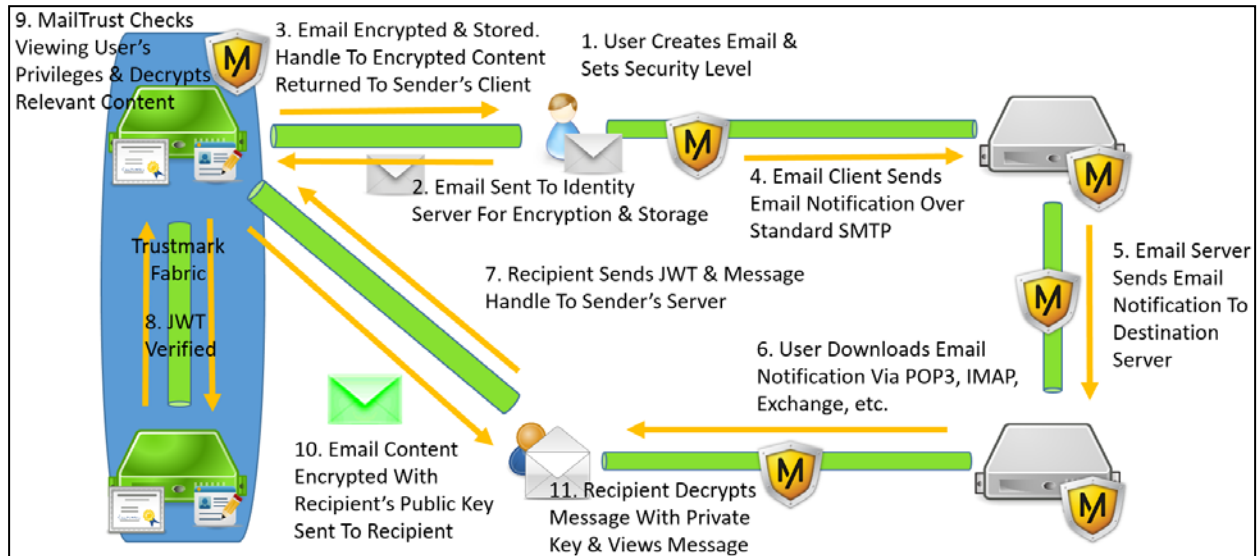 9. MailTrust Checks
Viewing User's
Privileges & Decrypts
Relevant Content
3. Email Encrypted & Stored.
Handle To Encrypted Content
Returned To Sender's Client
1. User Creates Email &
Sets Security Level
2. Email Sent To Identity
Server For Encryption & Storage
4. Email Client Sends
Email Notification Over
Standard SMTP
Trustmark
Fabric
8. JWT
Verified
7. Recipient Sends JWT & Message
Handle To Sender's Server
5. Email Server
Sends Email
Notification To
Destination
Server
6. User Downloads Email
Notification Via POP3, IMAP,
Exchange, etc.
10. Email Content
Encrypted With
Recipient's Public Key
Sent To Recipient
11. Recipient Decrypts
Message With Private
Key & Views Message
M
M
M
M
M
M